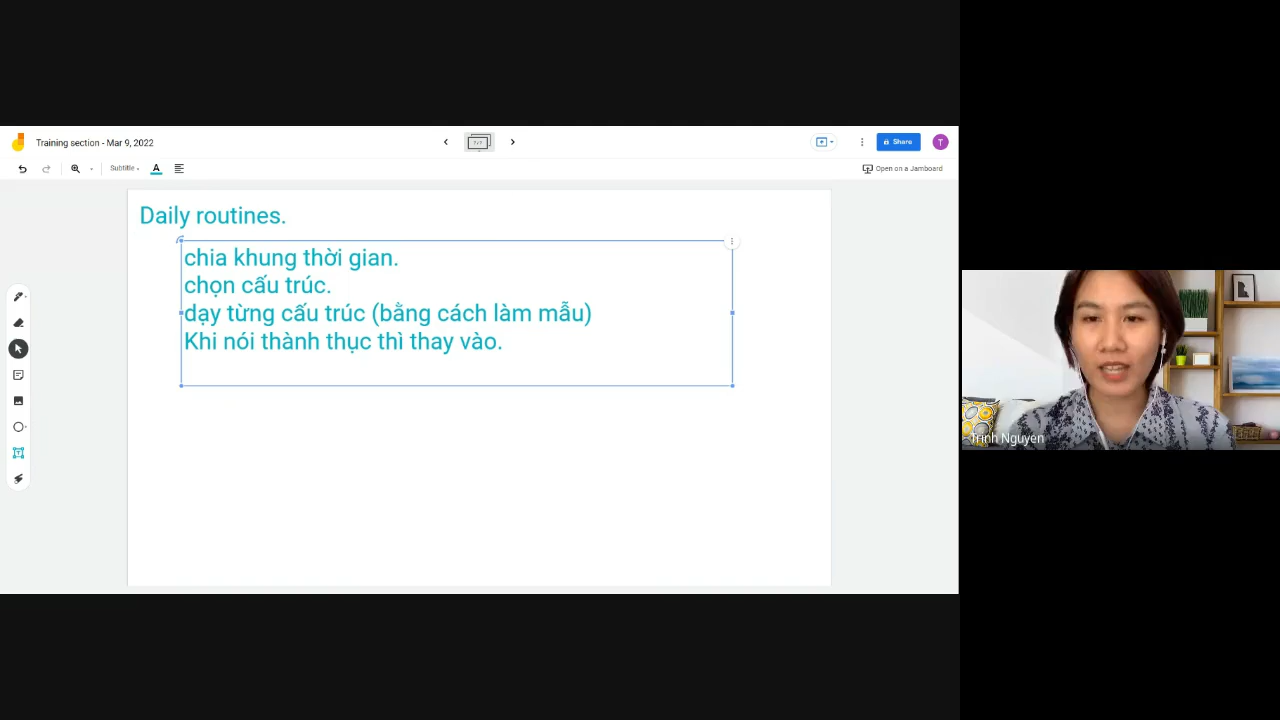 Training section - Mar 9, 2022
Share
T
Subtitle
A
Open on a Jamboard
Daily routines.
chia khung thời gian.
chọn cấu trúc.
dạy từng cấu trúc (bằng cách làm mẫu)
Khi nói thành thục thì thay vào.
Trinh Nguyen